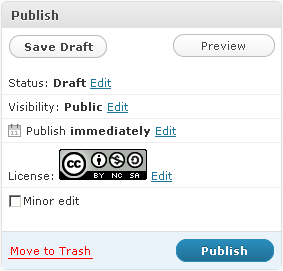 Publish
Save Draft Preview
Status: Draft Edit
Visibility: Public Edit
Publish immediately Edit
License: cc BY NC SA Edit
Minor edit
Move to Trash Publish